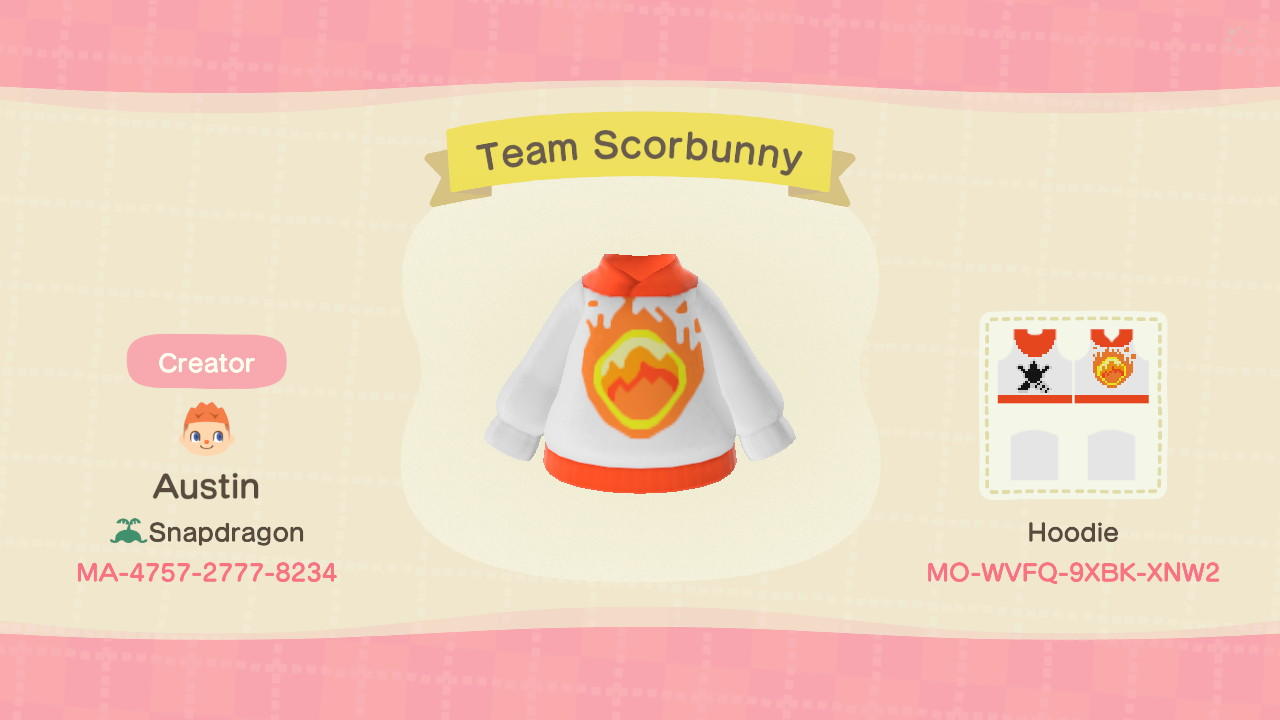 Team Scorbunny
Creator
Austin
Snapdragon
MA-4757-2777-8234
Hoodie
MO-WVFQ-9XBK-XNW2